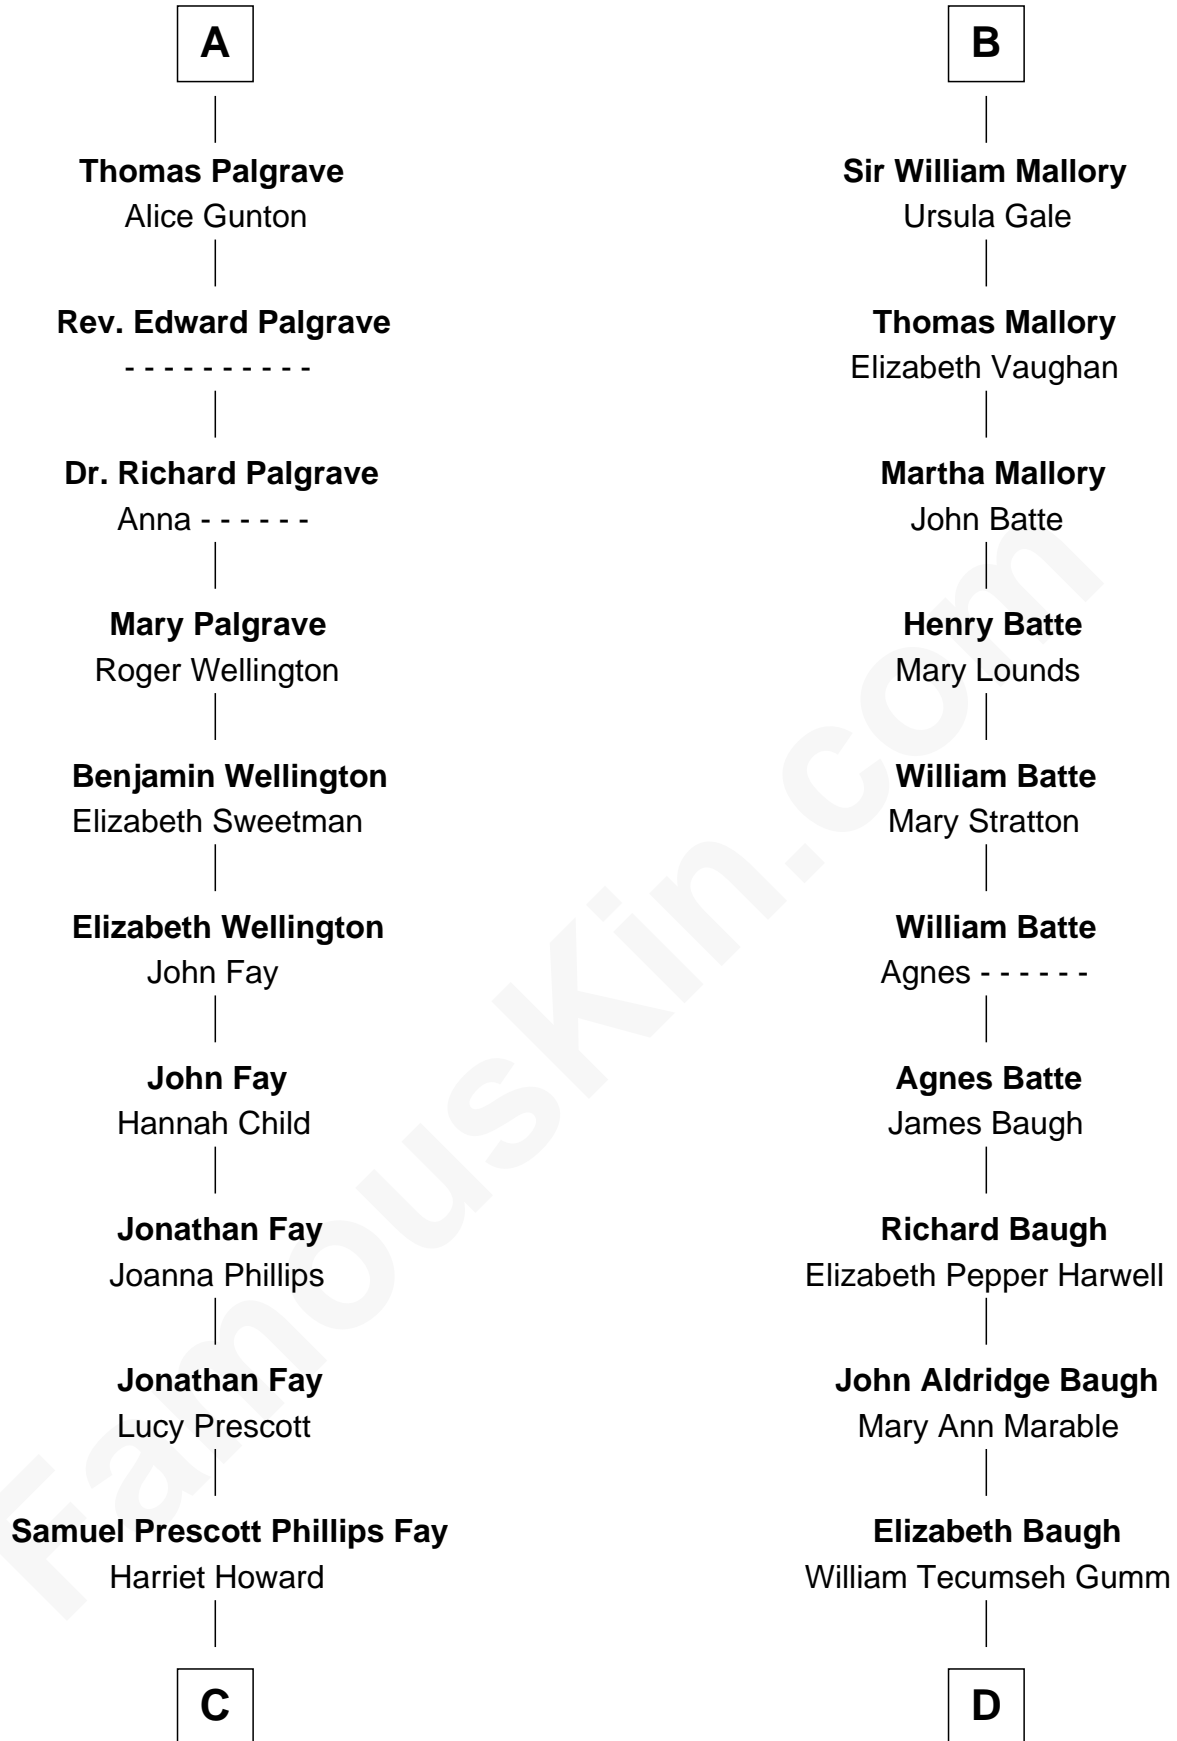 A
Thomas Palgrave
Alice Gunton
Rev. Edward Palgrave
- - - - - - - - - -
Dr. Richard Palgrave
Anna - - - - - -
Mary Palgrave
Roger Wellington
Benjamin Wellington
Elizabeth Sweetman
Elizabeth Wellington
John Fay
John Fay
Hannah Child
Jonathan Fay
Joanna Phillips
Jonathan Fay
Lucy Prescott
Samuel Prescott Phillips Fay
Harriet Howard
C
B
Sir William Mallory
Ursula Gale
Thomas Mallory
Elizabeth Vaughan
Martha Mallory
John Batte
Henry Batte
Mary Lounds
William Batte
Mary Stratton
William Batte
Agnes - - - - - -
Agnes Batte
James Baugh
Richard Baugh
Elizabeth Pepper Harwell
John Aldridge Baugh
Mary Ann Marable
Elizabeth Baugh
William Tecumseh Gumm
D
FamousKin.com